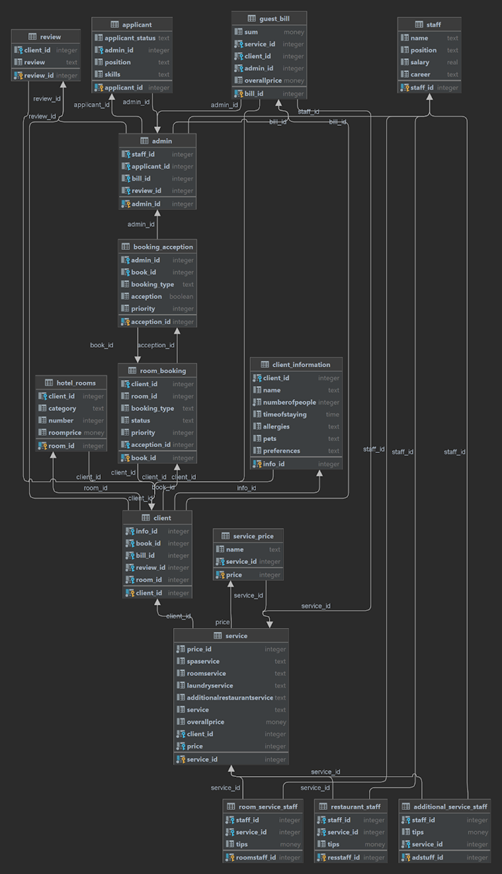 review
client_id integer
review text
review_id integer
applicant
applicant_status text
admin_id integer
position text
skills text
applicant_id integer
guest_bill
sum money
service_id integer
client_id integer
admin_id integer
overallprice money
bill_id integer
staff
name text
position text
salary real
career text
staff_id integer
review_id
review_id
applicant_id
admin_id
admin_id
bill_id
staff_id
bill_id
admin
staff_id integer
applicant_id integer
bill_id integer
review_id integer
admin_id integer
admin_id
booking_acception
admin_id integer
book_id integer
booking_type text
acception boolean
priority integer
acception_id integer
book_id
acception_id
room_booking
client_id integer
room_id integer
booking_type text
status text
priority integer
acception_id integer
book_id integer
hotel_rooms
client_id integer
category text
number integer
roomprice money
room_id integer
client_information
client_id integer
name text
numberofpeople integer
timeofstaying time
allergies text
pets text
preferences text
info_id integer
staff_id
staff_id
staff_id
client_id
client_id
client_id
room_id
book_id
info_id
client_id
client
info_id integer
book_id integer
bill_id integer
review_id integer
room_id integer
client_id integer
service_price
name text
service_id integer
price integer
client_id
price
service_id
service_id
service
price_id integer
spaservice text
roomservice text
laundryservice text
additionalrestaurantservice text
service text
overallprice money
client_id integer
price integer
service_id integer
service_id
service_id
service_id
room_service_staff
staff_id integer
service_id integer
tips money
roomstaff_id integer
restaurant_staff
staff_id integer
service_id integer
tips money
resstaff_id integer
additional_service_staff
staff_id integer
tips money
service_id integer
adstuff_id integer